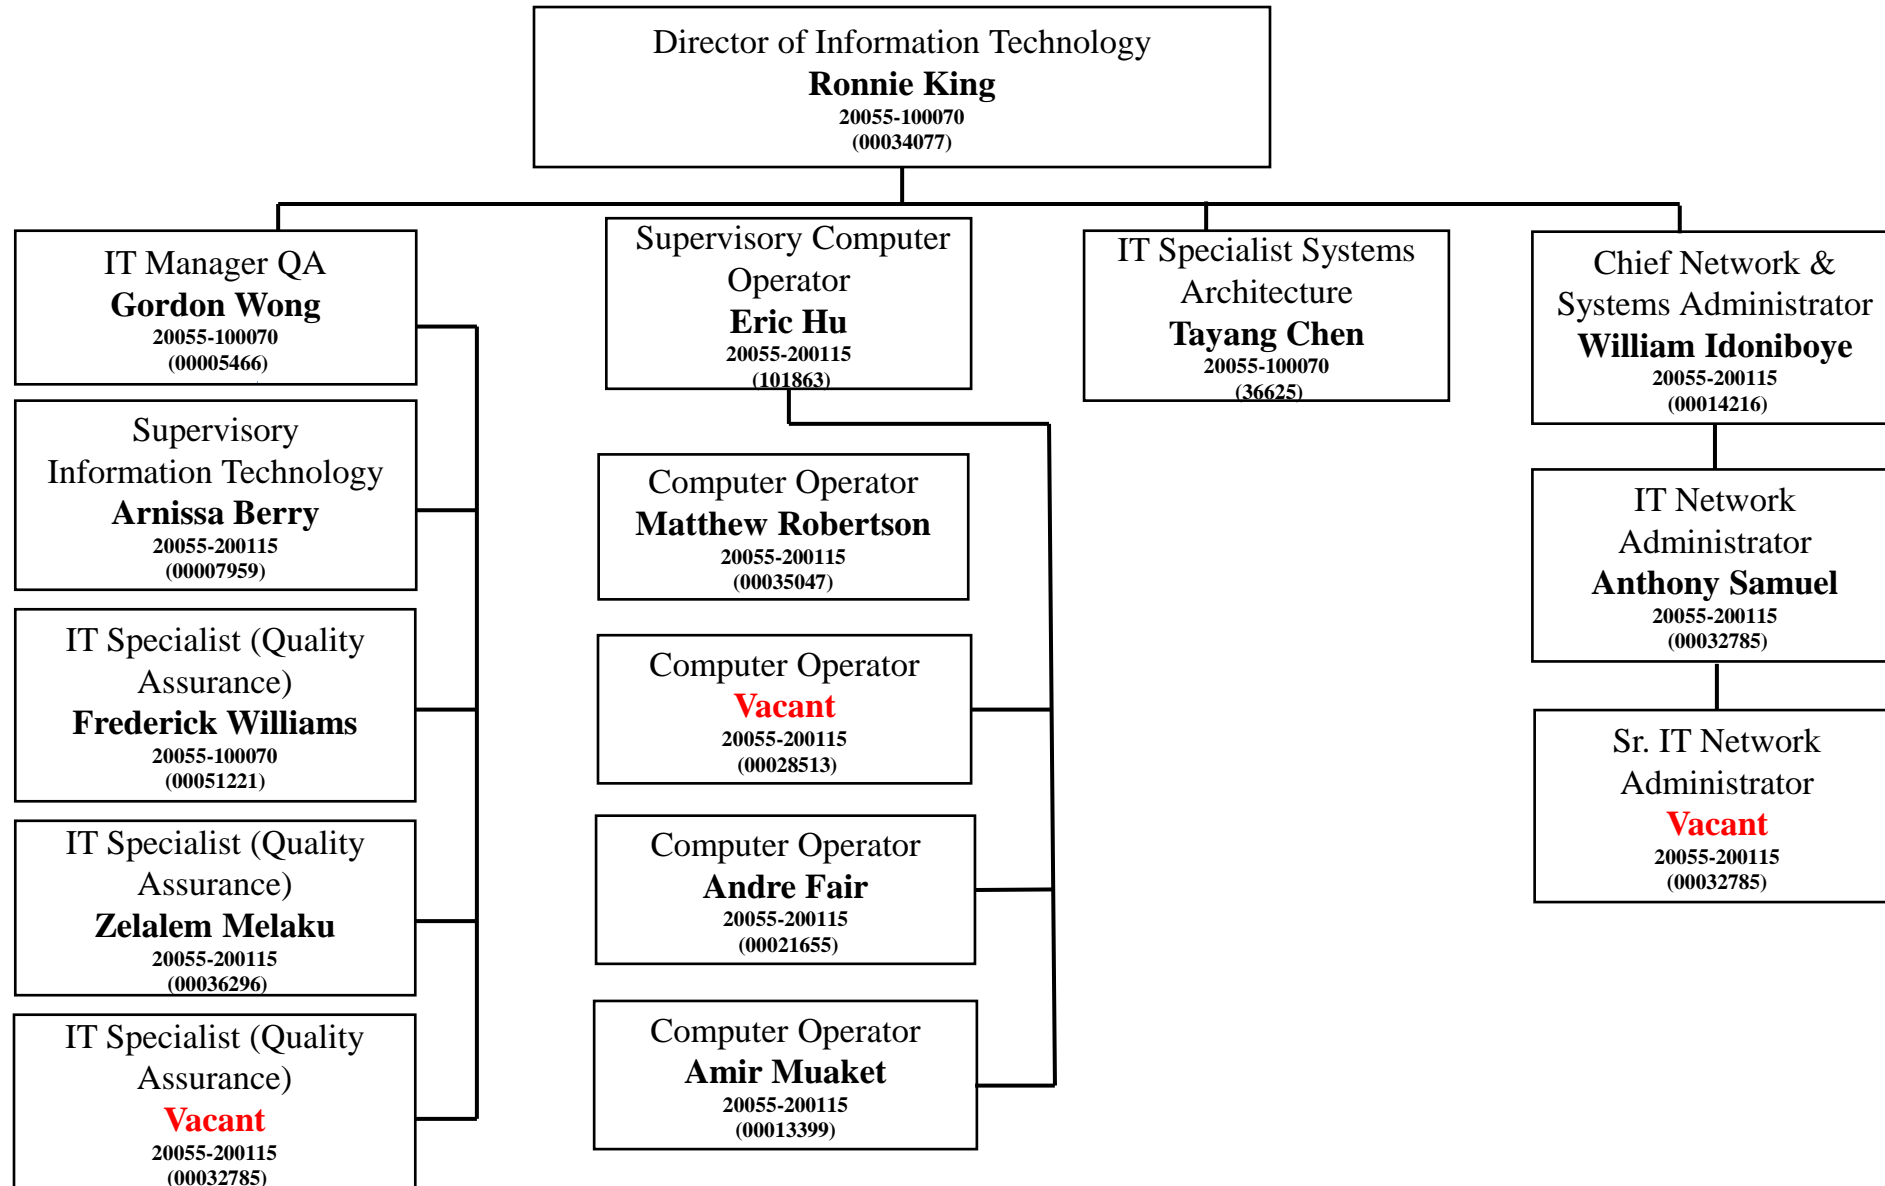 Director of Information Technology
Ronnie King
20055-100070
(00034077)
IT Manager QA
Gordon Wong
20055-100070
(00005466)
Supervisory
Information Technology
Arnissa Berry
20055-200115
(00007959)
IT Specialist (Quality
Assurance)
Frederick Williams
20055-100070
(00051221)
IT Specialist (Quality
Assurance)
Zelalem Melaku
20055-200115
(00036296)
IT Specialist (Quality
Assurance)
Vacant
20055-200115
(00032785)
Supervisory Computer
Operator
Eric Hu
20055-200115
(101863)
Computer Operator
Matthew Robertson
20055-200115
(00035047)
Computer Operator
Vacant
20055-200115
(00028513)
Computer Operator
Andre Fair
20055-200115
(00021655)
Computer Operator
Amir Muaket
20055-200115
(00013399)
IT Specialist Systems
Architecture
Tayang Chen
20055-100070
(36625)
Chief Network &
Systems Administrator
William Idoniboye
20055-200115
(00014216)
IT Network
Administrator
Anthony Samuel
20055-200115
(00032785)
Sr. IT Network
Administrator
Vacant
20055-200115
(00032785)